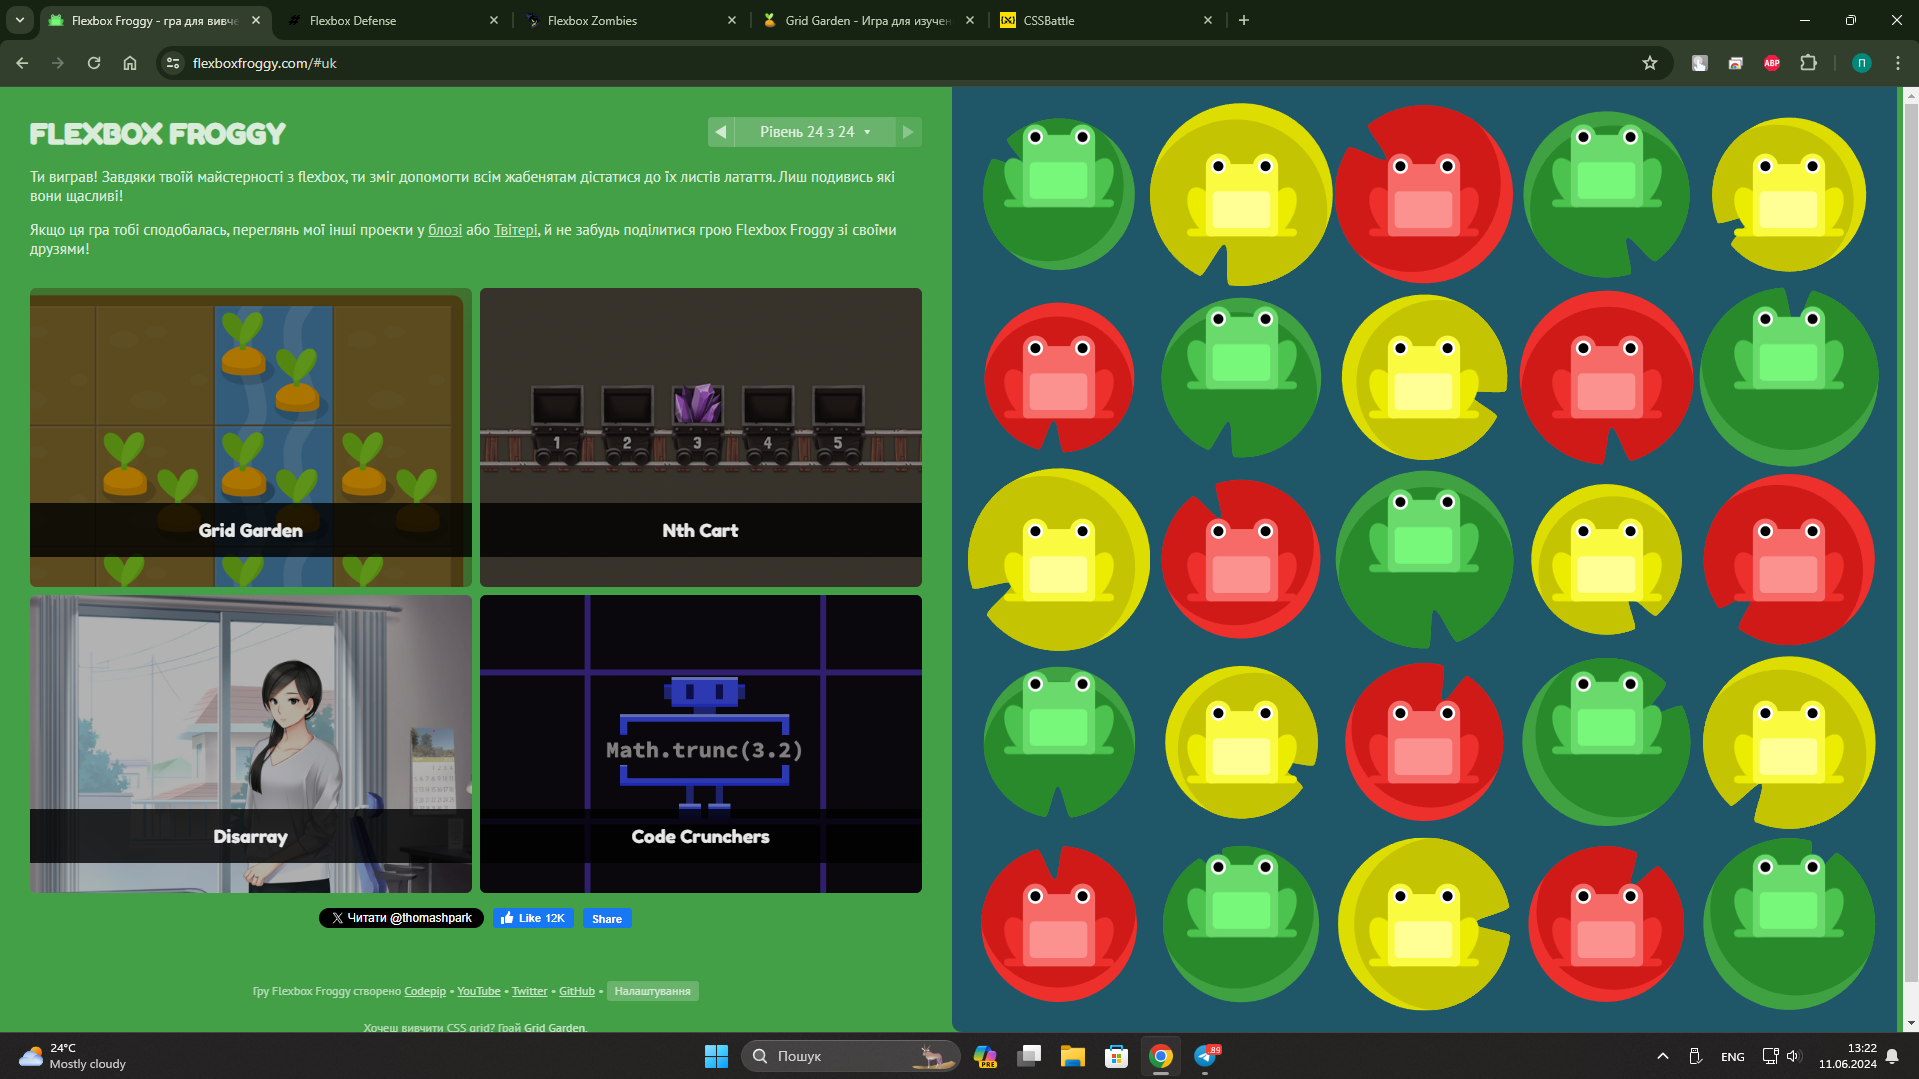 Flexbox Froggy - гра для вивче
Flexbox Defense
Flexbox Zombies
Grid Garden - Игра для изучен
CSSBattle
flexboxfroggy.com/#uk
ABP
П
FLEXBOX FROGGY
Рівень 24 з 24
Ти виграв! Завдяки твоїй майстерності з flexbox, ти зміг допомогти всім жабенятам дістатися до їх листів латаття. Лиш подивись які
вони щасливі!
Якщо ця гра тобі сподобалась, переглянь мої інші проекти у блозі або Твітері, й не забудь поділитися грою Flexbox Froggy зі своїми
друзями!
Grid Garden
1 2 3 4 5
Nth Cart
Disarray
Math.trunc(3.2)
Code Crunchers
Читати @thomashpark
Like 12K
Share
Гру Flexbox Froggy створено Codepip • YouTube • Twitter • GitHub • Налаштування
Хочеш вивчити CSS grid? Грай Grid Garden.
24°C
Mostly cloudy
Пошук
PRE
89
ENG
13:22
11.06.2024